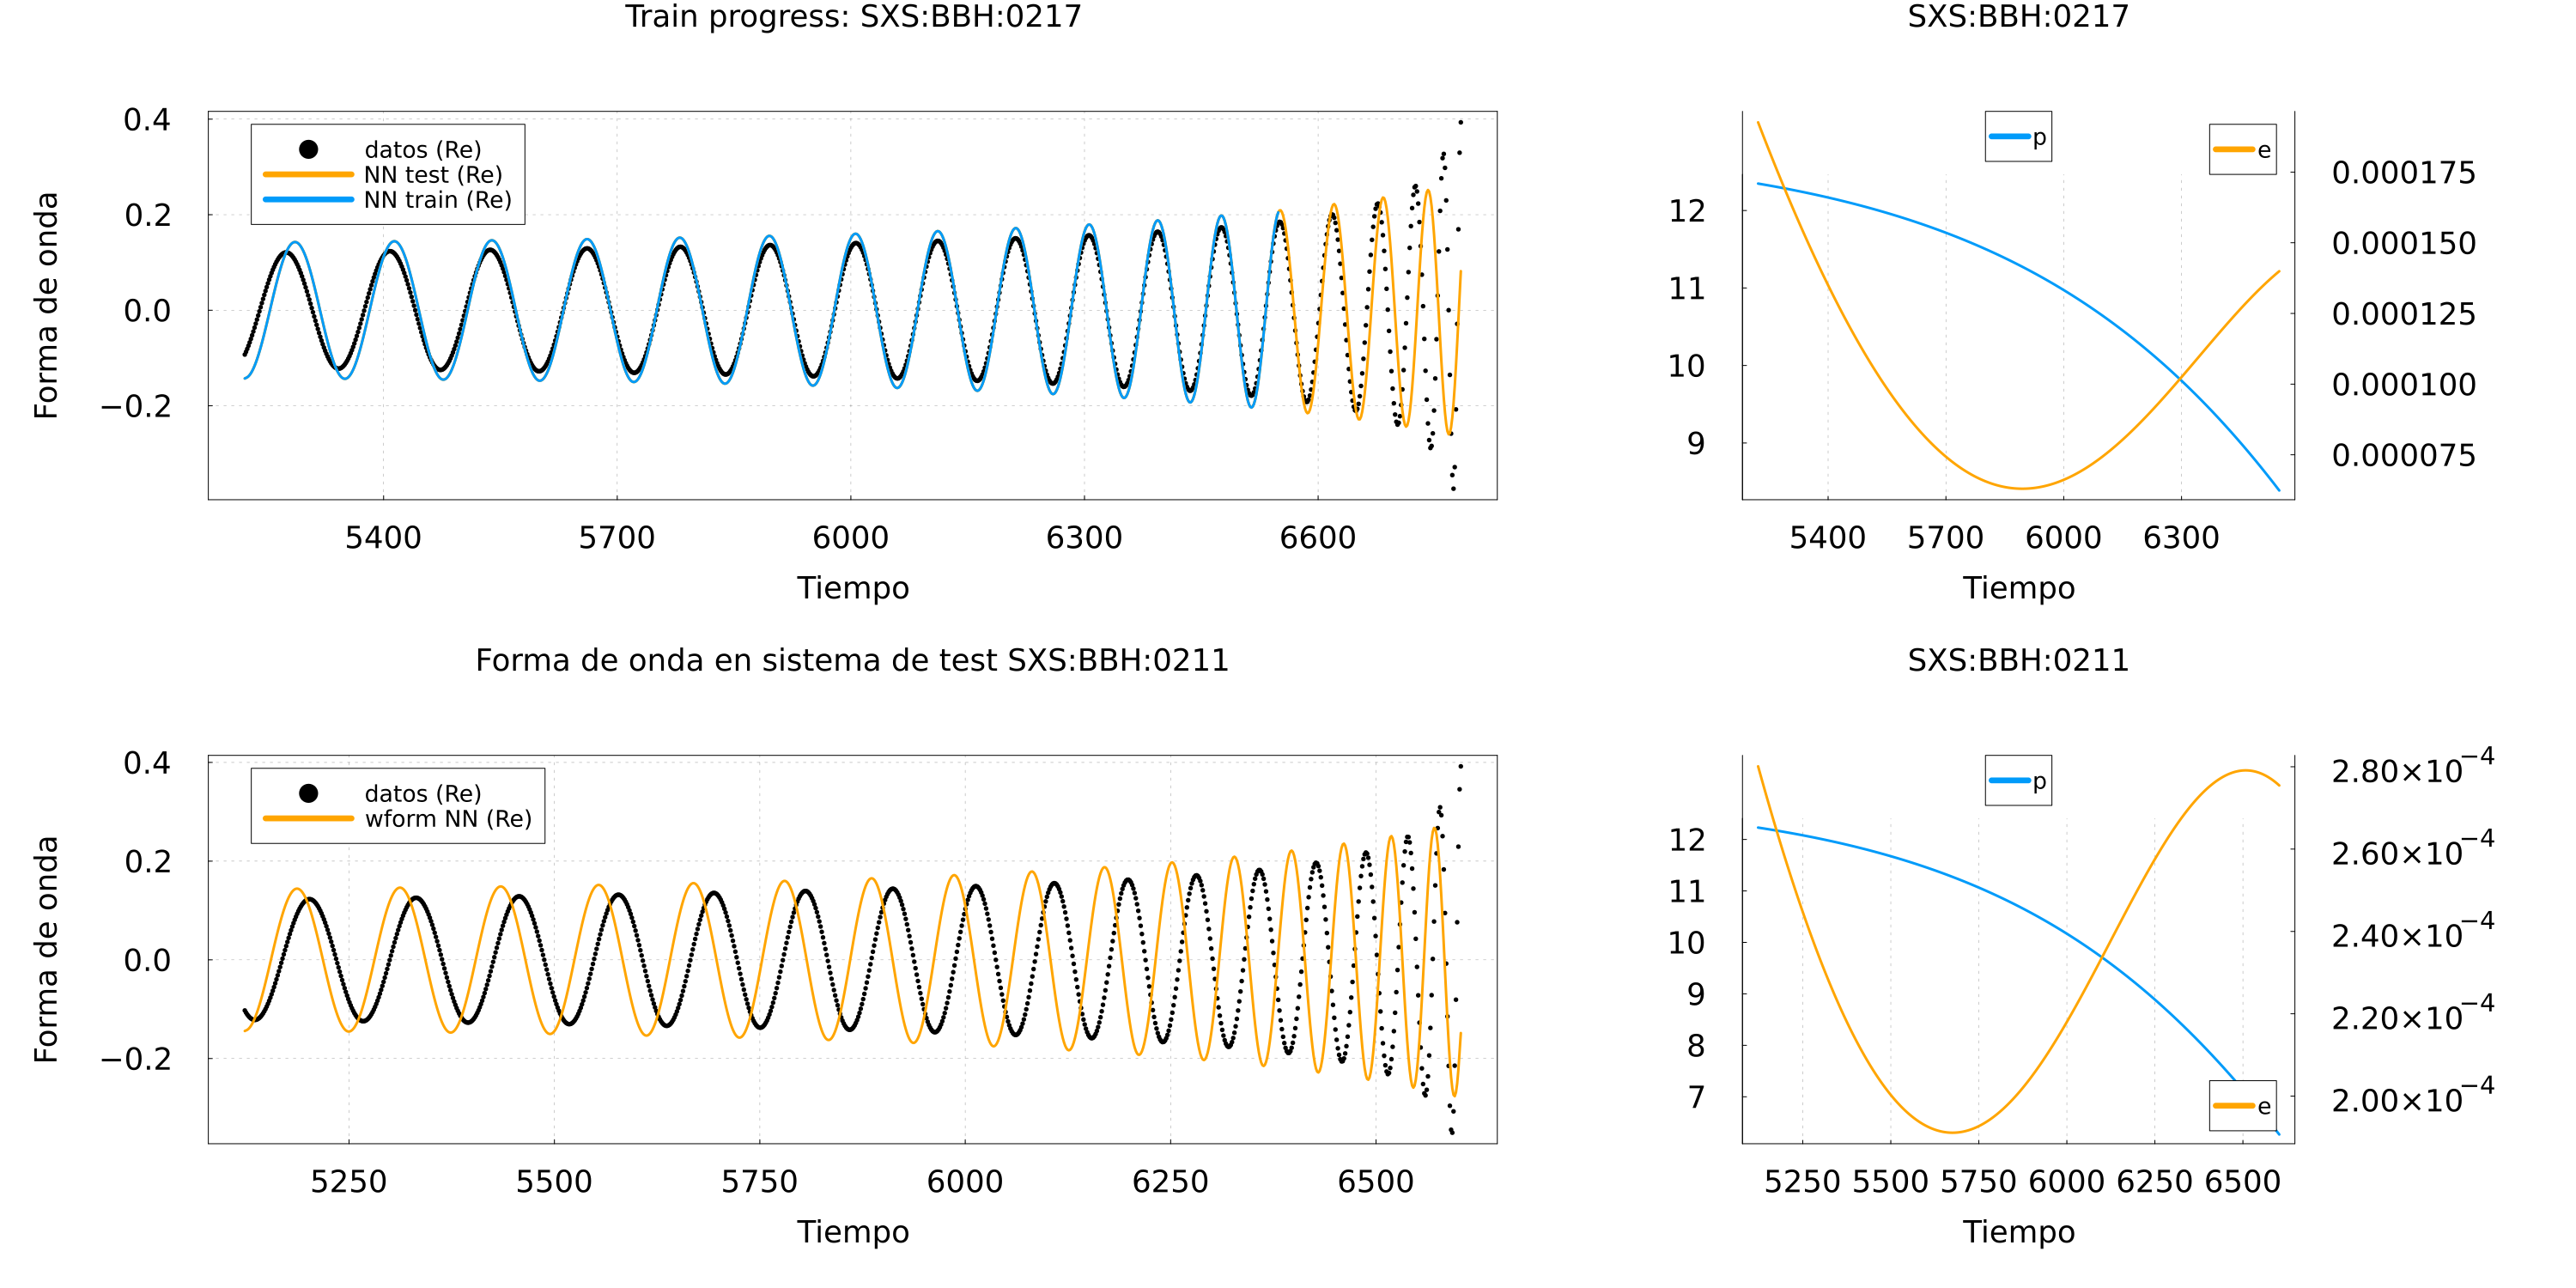 Train progress: SXS:BBH:0217
datos (Re)
NN test (Re)
NN train (Re)
0.4
0.2
0.0
−0.2
Forma de onda
5400 5700 6000 6300 6600
Tiempo
SXS:BBH:0217
p
e
12
11
10
9
0.000175
0.000150
0.000125
0.000100
0.000075
5400 5700 6000 6300
Tiempo
Forma de onda en sistema de test SXS:BBH:0211
datos (Re)
wform NN (Re)
0.4
0.2
0.0
−0.2
Forma de onda
5250 5500 5750 6000 6250 6500
Tiempo
SXS:BBH:0211
p
e
12
11
10
9
8
7
2.80×10⁻⁴
2.60×10⁻⁴
2.40×10⁻⁴
2.20×10⁻⁴
2.00×10⁻⁴
5250 5500 5750 6000 6250 6500
Tiempo